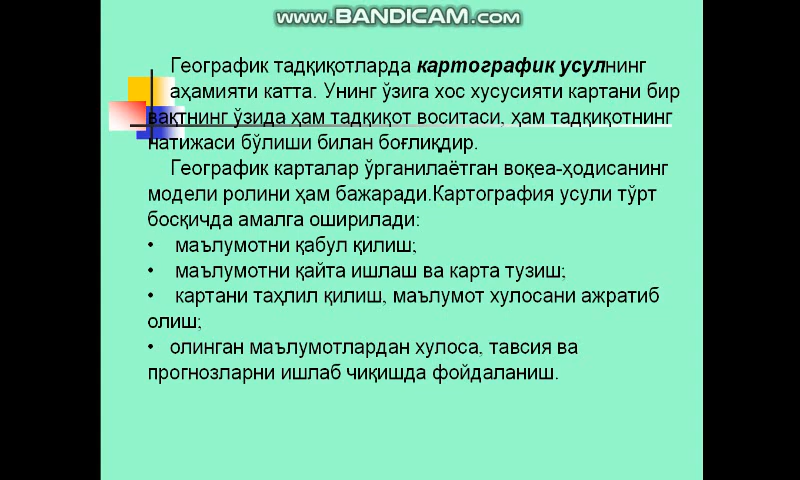 www.BANDICAM.com
Географик тадқиқотларда картографик усулнинг
аҳамияти катта. Унинг ўзига хос хусусияти картани бир
вақтнинг ўзида ҳам тадқиқот воситаси, ҳам тадқиқотнинг
натижаси бўлиши билан боғлиқдир.
Географик карталар ўрганилаётган воқеа-ҳодисанинг
модели ролини ҳам бажаради.Картография усули тўрт
босқичда амалга оширилади:
• маълумотни қабул қилиш;
• маълумотни қайта ишлаш ва карта тузиш;
• картани таҳлил қилиш, маълумот хулосани ажратиб
олиш;
• олинган маълумотлардан хулоса, тавсия ва
прогнозларни ишлаб чиқишда фойдаланиш.